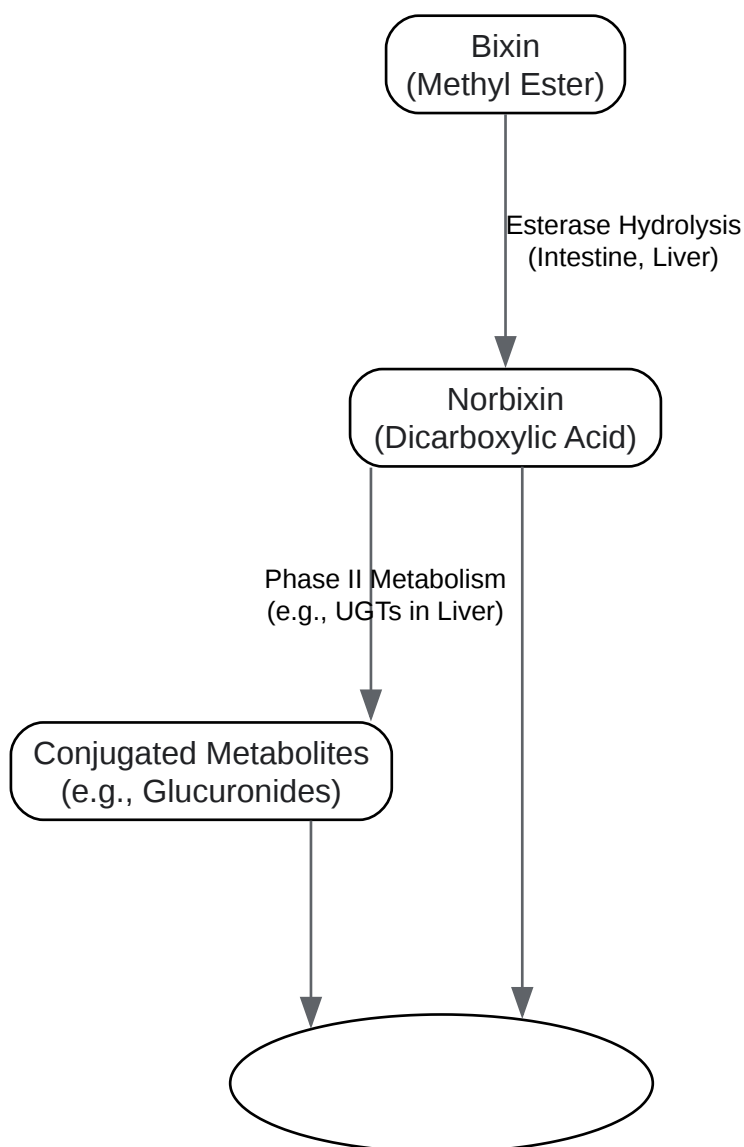 Bixin
(Methyl Ester)
Esterase Hydrolysis
(Intestine, Liver)
Norbixin
(Dicarboxylic Acid)
Phase II Metabolism
(e.g., UGTs in Liver)
Conjugated Metabolites
(e.g., Glucuronides)